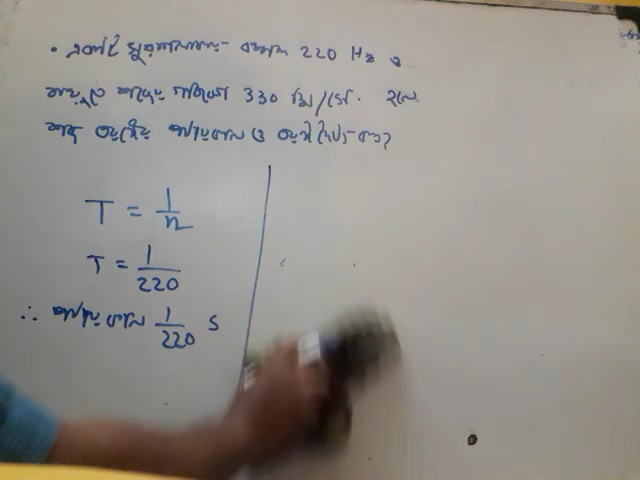 • একটি সুরশলাকার কম্পাঙ্ক 220 Hz ও
বায়ুতে শব্দের গতিবেগ 330 মি/সে. হলে
শব্দ তরঙ্গের পর্যায়কাল ও তরঙ্গদৈর্ঘ্য কত?
T = 1/n
T = 1/220
∴ পর্যায়কাল 1/220 s